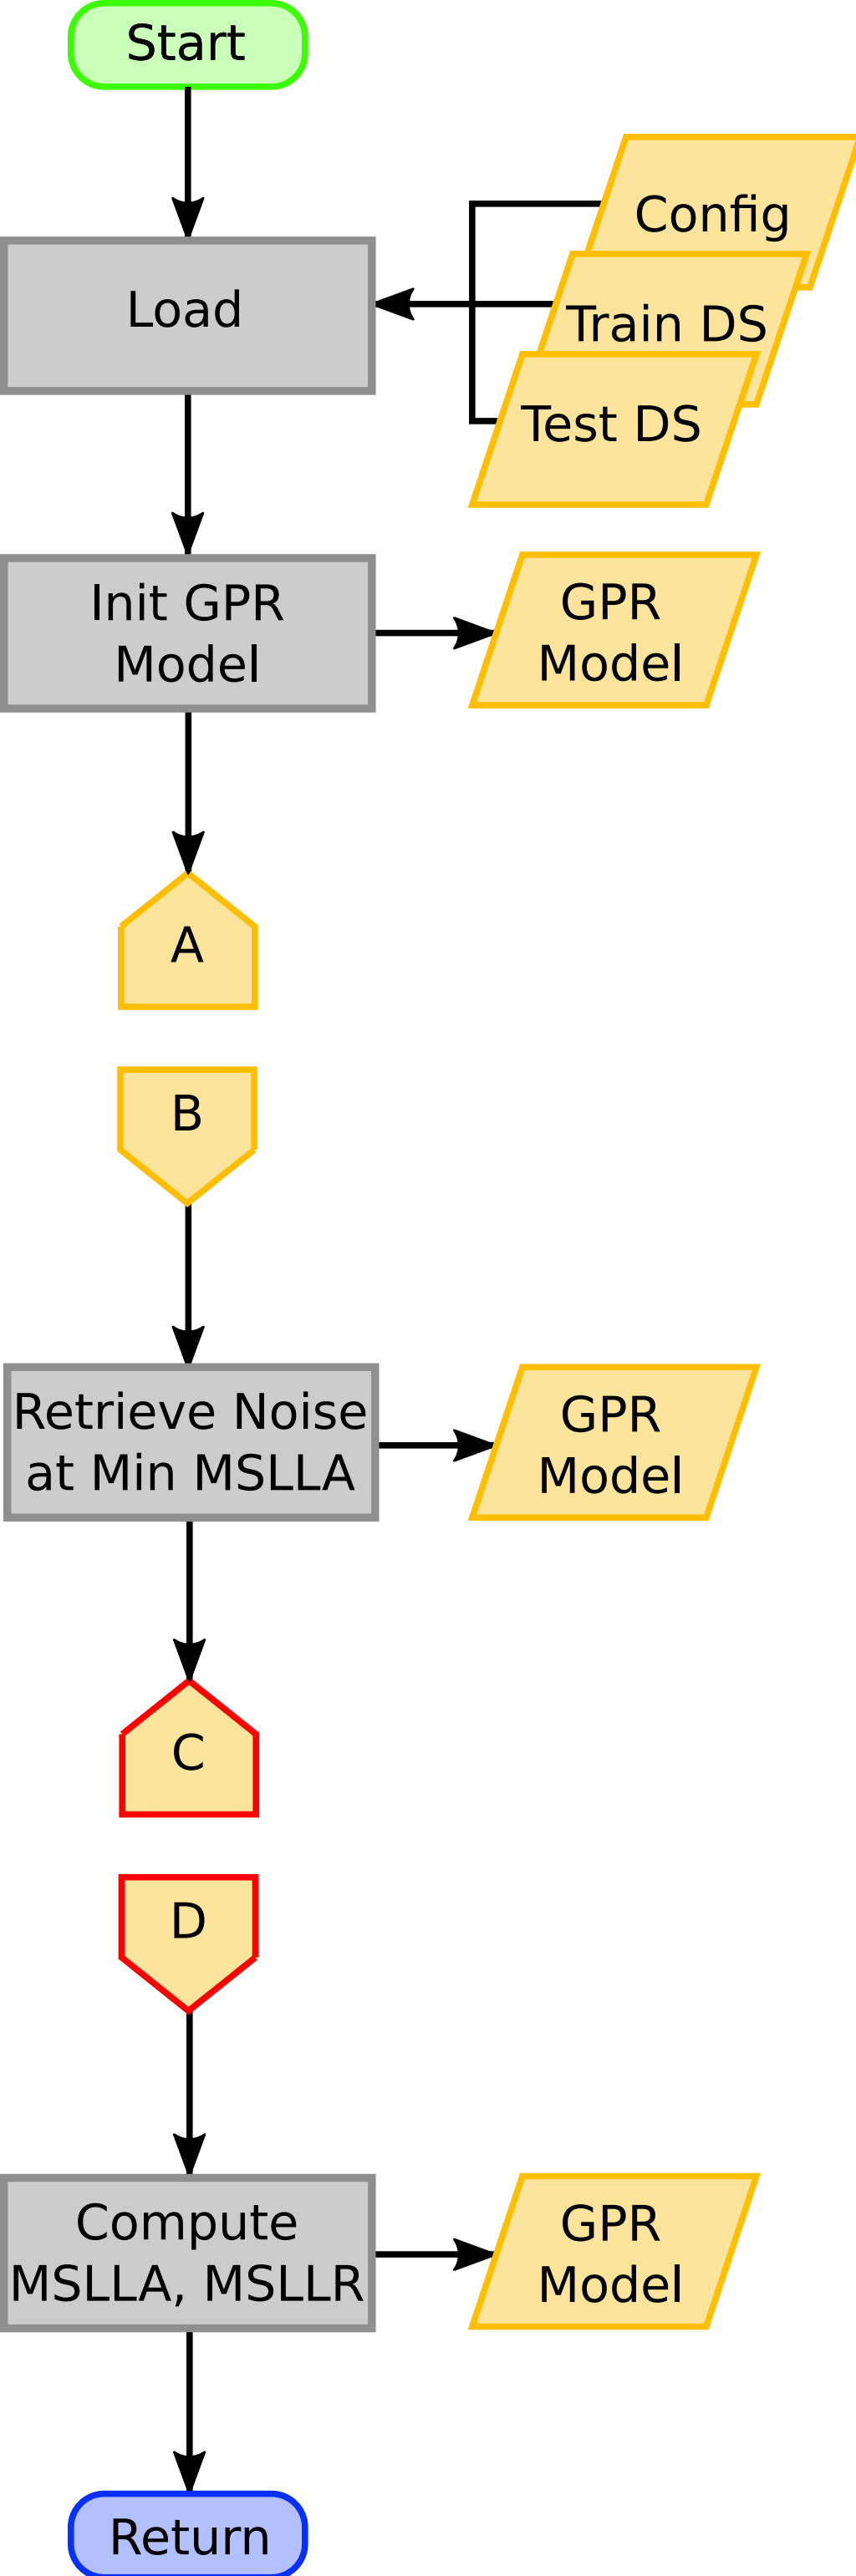 Start
Config
Load
Train DS
Test DS
Init GPR
Model
GPR
Model
A
B
Retrieve Noise
at Min MSLLA
GPR
Model
C
D
Compute
MSLLA, MSLLR
GPR
Model
Return